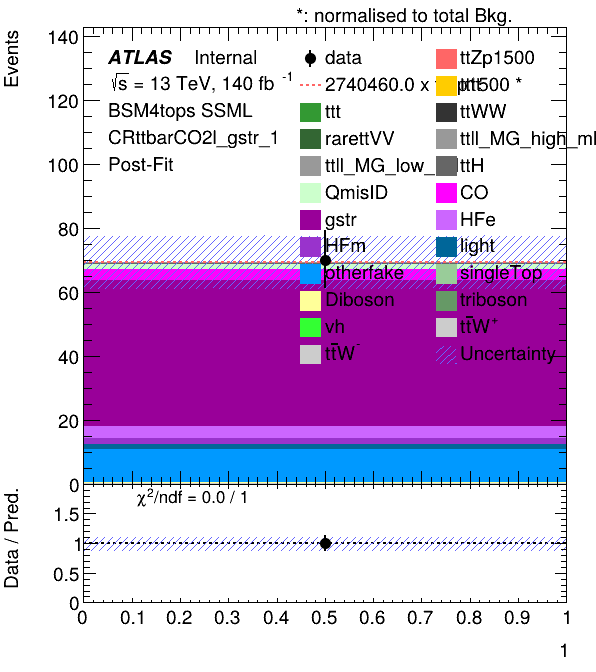 *: normalised to total Bkg.
Events
ATLAS Internal
√s = 13 TeV, 140 fb⁻¹
BSM4tops SSML
CRttbarCO2l_gstr_1
Post-Fit
data
ttZp1500
2740460.0 x
500 *
ttt
ttWW
rarettVV
ttll_MG_high_ml
ttll_MG_low_
ttH
QmisID
CO
gstr
HFe
HFm
light
otherfake
singleTop
Diboson
triboson
vh
tt̄W⁺
tt̄W⁻
Uncertainty
140
120
100
80
60
40
20
0
χ²/ndf = 0.0 / 1
Data / Pred.
1.5
1
0.5
0
0 0.1 0.2 0.3 0.4 0.5 0.6 0.7 0.8 0.9 1
1